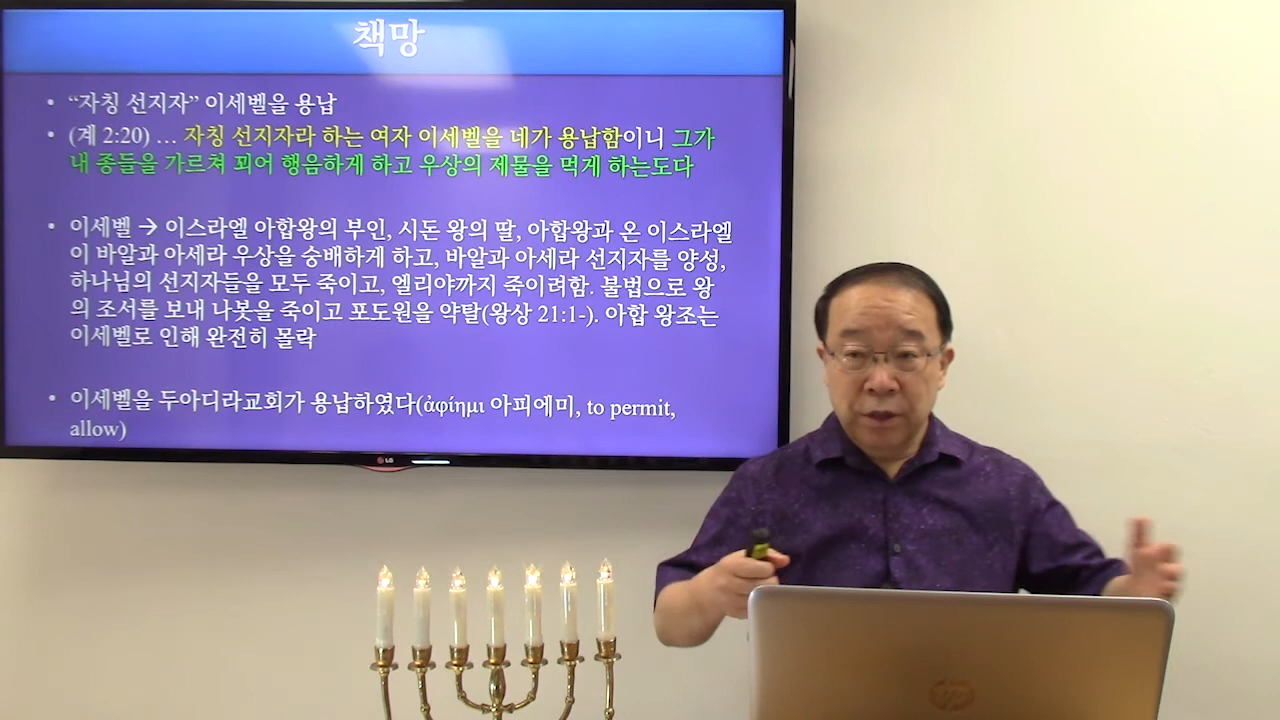 책망
• “자칭 선지자” 이세벨을 용납
• (계 2:20) … 자칭 선지자라 하는 여자 이세벨을 네가 용납함이니 그가
내 종들을 가르쳐 꾀어 행음하게 하고 우상의 제물을 먹게 하는도다
• 이세벨 → 이스라엘 아합왕의 부인, 시돈 왕의 딸, 아합왕과 온 이스라엘
이 바알과 아세라 우상을 숭배하게 하고, 바알과 아세라 선지자를 양성,
하나님의 선지자들을 모두 죽이고, 엘리야까지 죽이려함. 불법으로 왕
의 조서를 보내 나봇을 죽이고 포도원을 약탈(왕상 21:1-). 아합 왕조는
이세벨로 인해 완전히 몰락
• 이세벨을 두아디라교회가 용납하였다(ἀφίημι 아피에미, to permit,
allow)
LG
hp